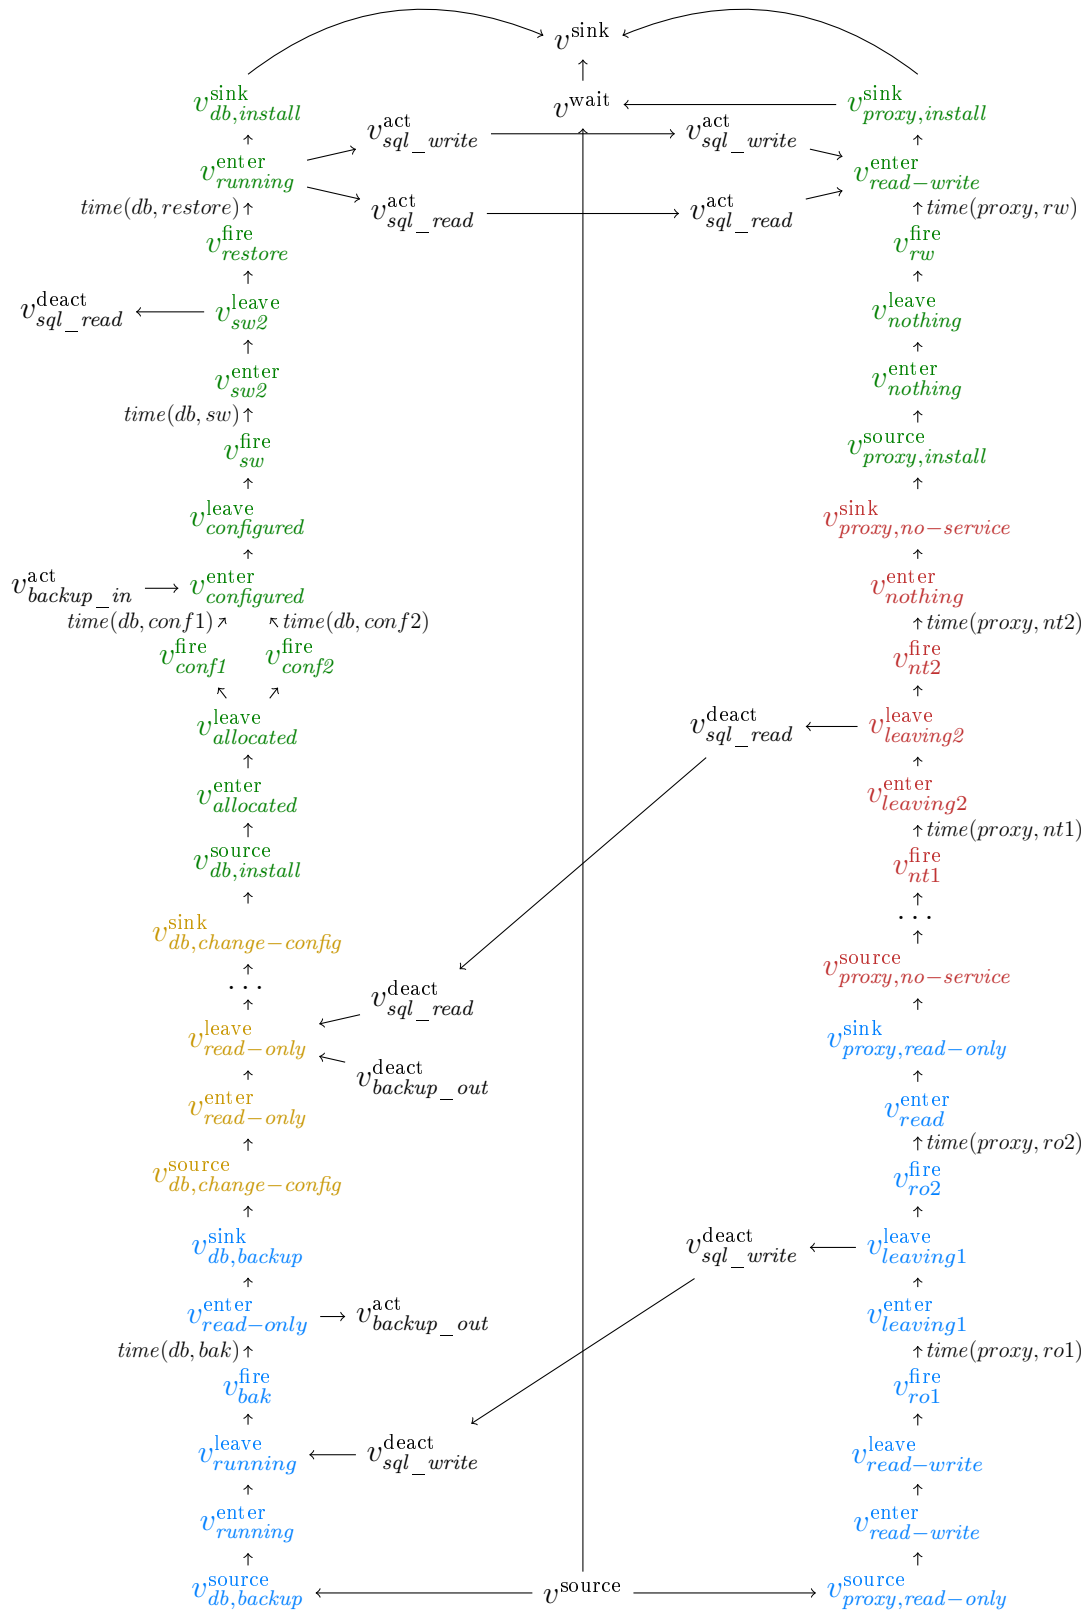 v^sink
v^sink_db,install v^wait v^sink_proxy,install
v^act_sql_write v^act_sql_write
v^enter_running v^enter_read−write
time(db, restore) time(proxy, rw)
v^act_sql_read v^act_sql_read
v^fire_restore v^fire_rw
v^deact_sql_read v^leave_sw2 v^leave_nothing
v^enter_sw2 v^enter_nothing
time(db, sw)
v^fire_sw v^source_proxy,install
v^leave_configured v^sink_proxy,no−service
v^act_backup_in v^enter_configured v^enter_nothing
time(db, conf1) time(db, conf2) time(proxy, nt2)
v^fire_conf1 v^fire_conf2 v^fire_nt2
v^leave_allocated v^deact_sql_read v^leave_leaving2
v^enter_allocated v^enter_leaving2
time(proxy, nt1)
v^source_db,install v^fire_nt1
...
v^sink_db,change−config
v^source_proxy,no−service
...
v^deact_sql_read
v^leave_read−only v^sink_proxy,read−only
v^deact_backup_out
v^enter_read−only v^enter_read
time(proxy, ro2)
v^source_db,change−config v^fire_ro2
v^sink_db,backup v^deact_sql_write v^leave_leaving1
v^enter_read−only v^act_backup_out v^enter_leaving1
time(db, bak) time(proxy, ro1)
v^fire_bak v^fire_ro1
v^leave_running v^deact_sql_write v^leave_read−write
v^enter_running v^enter_read−write
v^source_db,backup v^source v^source_proxy,read−only